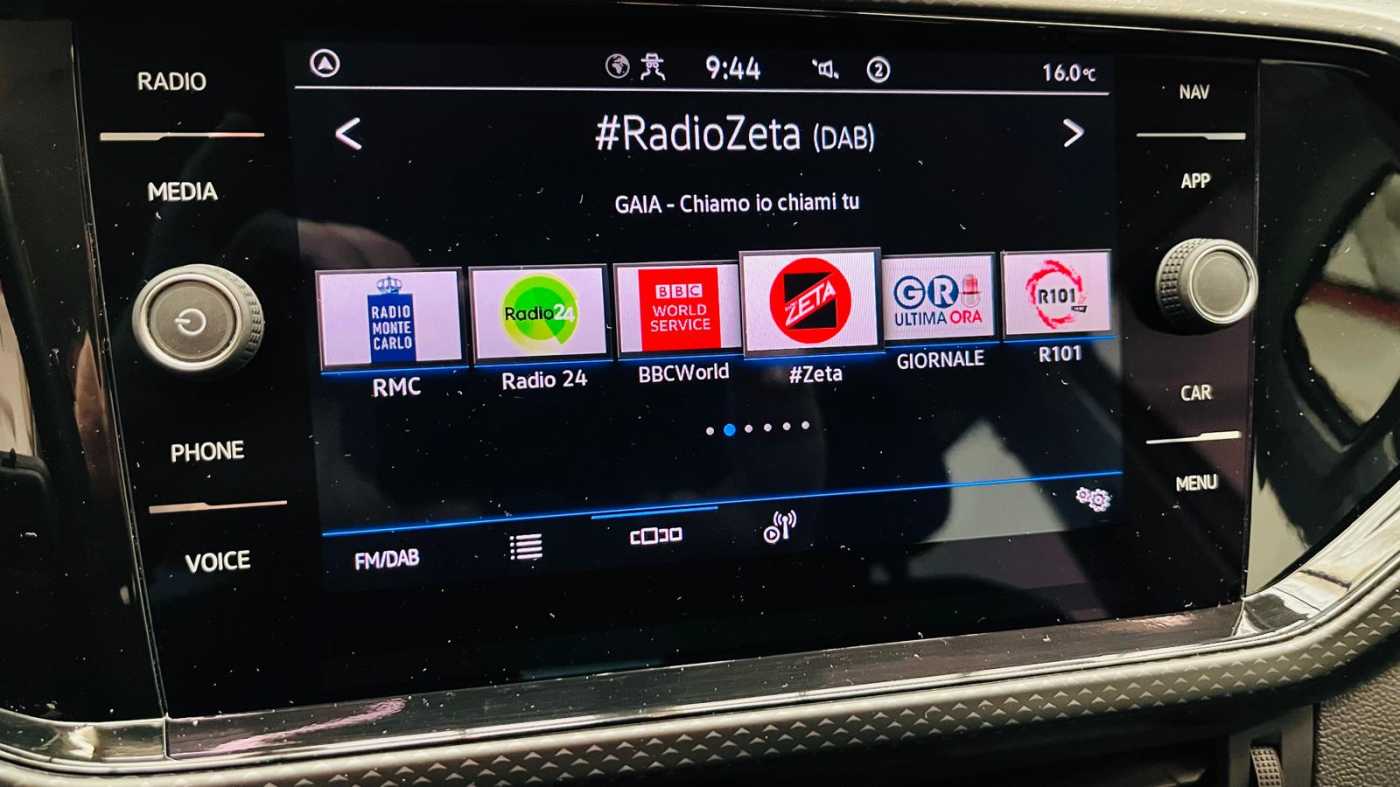 RADIO
MEDIA
PHONE
VOICE
9:44
2
16.0°C
< #RadioZeta (DAB) >
GAIA - Chiamo io chiami tu
RADIO
MONTE
CARLO
RMC
Radio24
Radio 24
BBC
WORLD
SERVICE
BBCWorld
ZETA
#Zeta
GR
ULTIMA ORA
GIORNALE
R101
R101
FM/DAB
NAV
APP
CAR
MENU